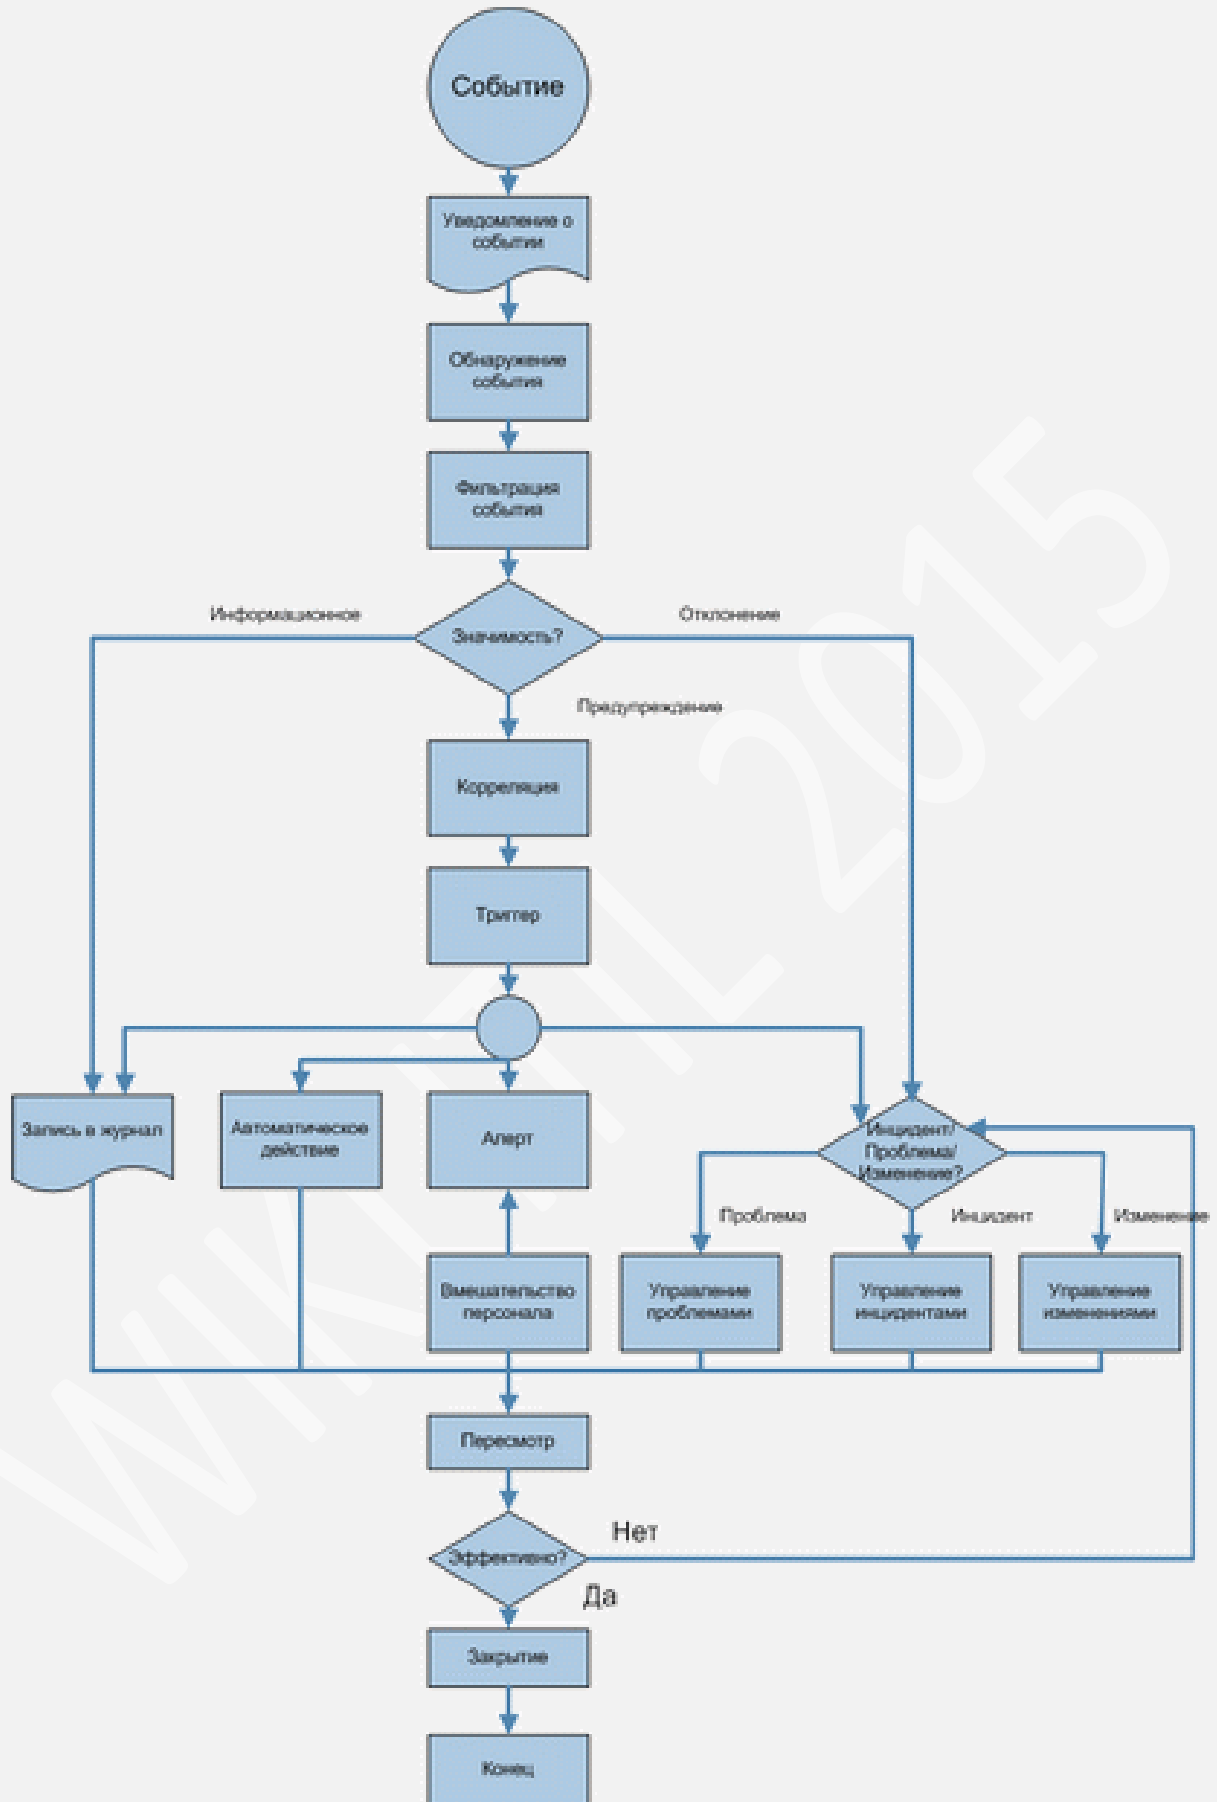 Событие
Уведомление о
событии
Обнаружение
события
Фильтрация
события
Информационное
Значимость?
Отклонение
Предупреждение
Корреляция
Триггер
Запись в журнал
Автоматическое
действие
Алерт
Инцидент/
Проблема/
Изменение?
Проблема
Инцидент
Изменение
Вмешательство
персонала
Управление
проблемами
Управление
инцидентами
Управление
изменениями
Пересмотр
Эффективно?
Нет
Да
Закрытие
Конец
WIKIITIL 2015